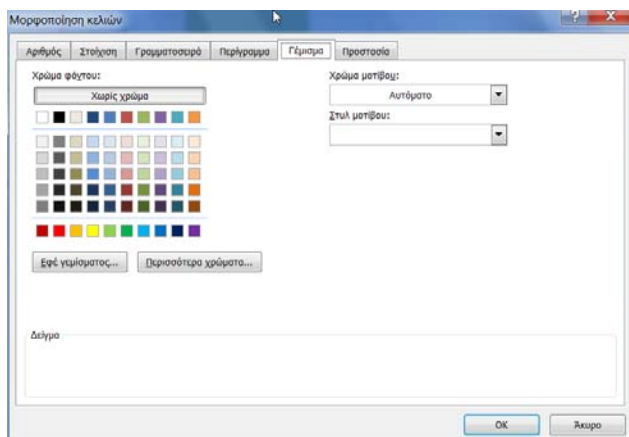 Μορφοποίηση κελιών
Αριθμός Στοίχιση Γραμματοσειρά Περίγραμμα Γέμισμα Προστασία
Χρώμα φόντου:
Χωρίς χρώμα
Εφέ γεμίσματος... Περισσότερα χρώματα...
Χρώμα μοτίβου:
Αυτόματο
Στυλ μοτίβου:
Δείγμα
OK Άκυρο